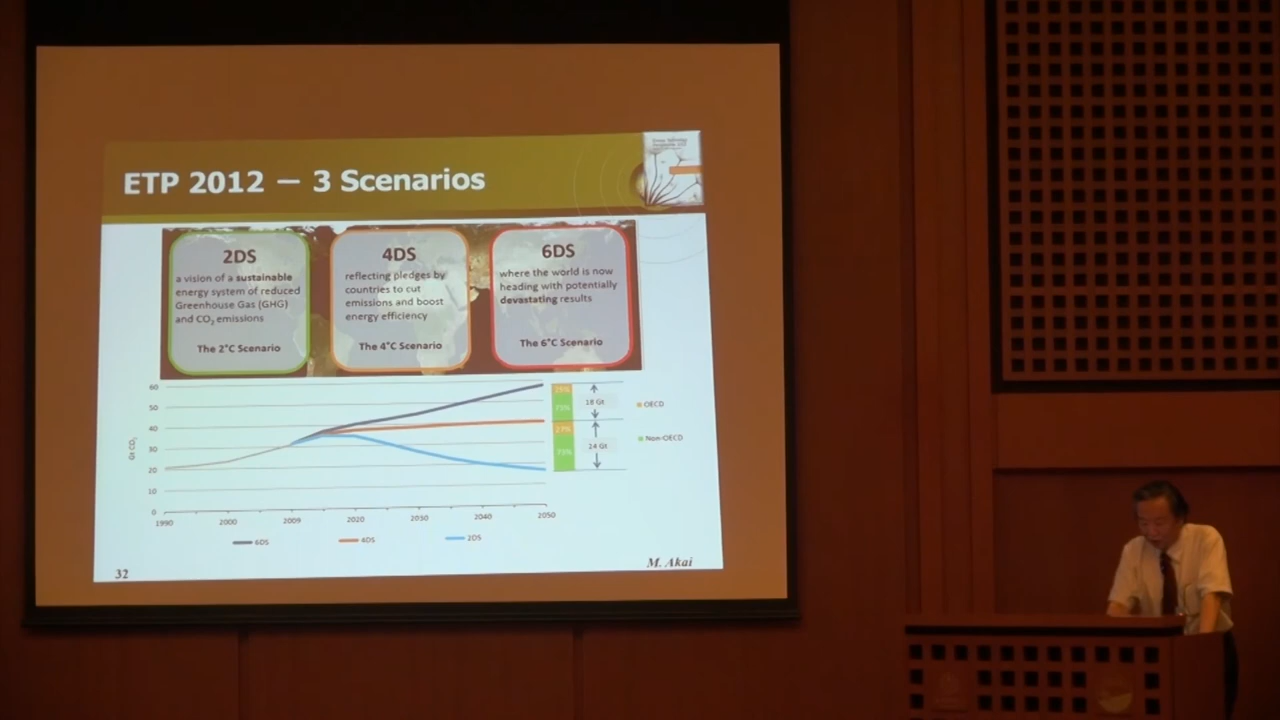 ETP 2012 – 3 Scenarios
2DS
a vision of a sustainable
energy system of reduced
Greenhouse Gas (GHG)
and CO₂ emissions
The 2°C Scenario
4DS
reflecting pledges by
countries to cut
emissions and boost
energy efficiency
The 4°C Scenario
6DS
where the world is now
heading with potentially
devastating results
The 6°C Scenario
Gt CO₂
60
50
40
30
20
10
0
1990
2000
2009
2020
2030
2040
2050
75%
27%
73%
18 Gt
24 Gt
OECD
Non-OECD
6DS
4DS
2DS
32
M. Akai